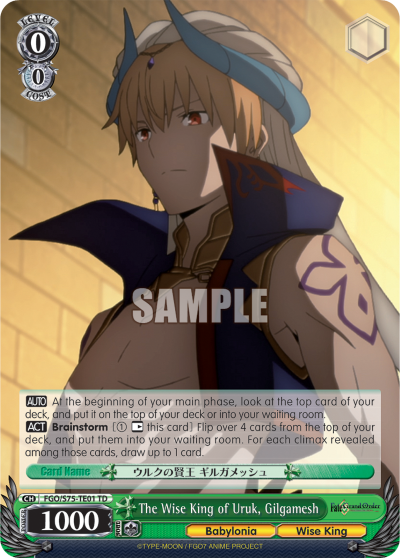 LEVEL
0
0
COST
SAMPLE
AUTO At the beginning of your main phase, look at the top card of your
deck, and put it on the top of your deck or into your waiting room.
ACT Brainstorm [① this card] Flip over 4 cards from the top of your
deck, and put them into your waiting room. For each climax revealed
among those cards, draw up to 1 card.
Card Name ウルクの賢王 ギルガメッシュ
CH FGO/S75-TE01 TD
The Wise King of Uruk, Gilgamesh
Fate/Grand Order
POWER
1000
Babylonia Wise King
©TYPE-MOON / FGO7 ANIME PROJECT